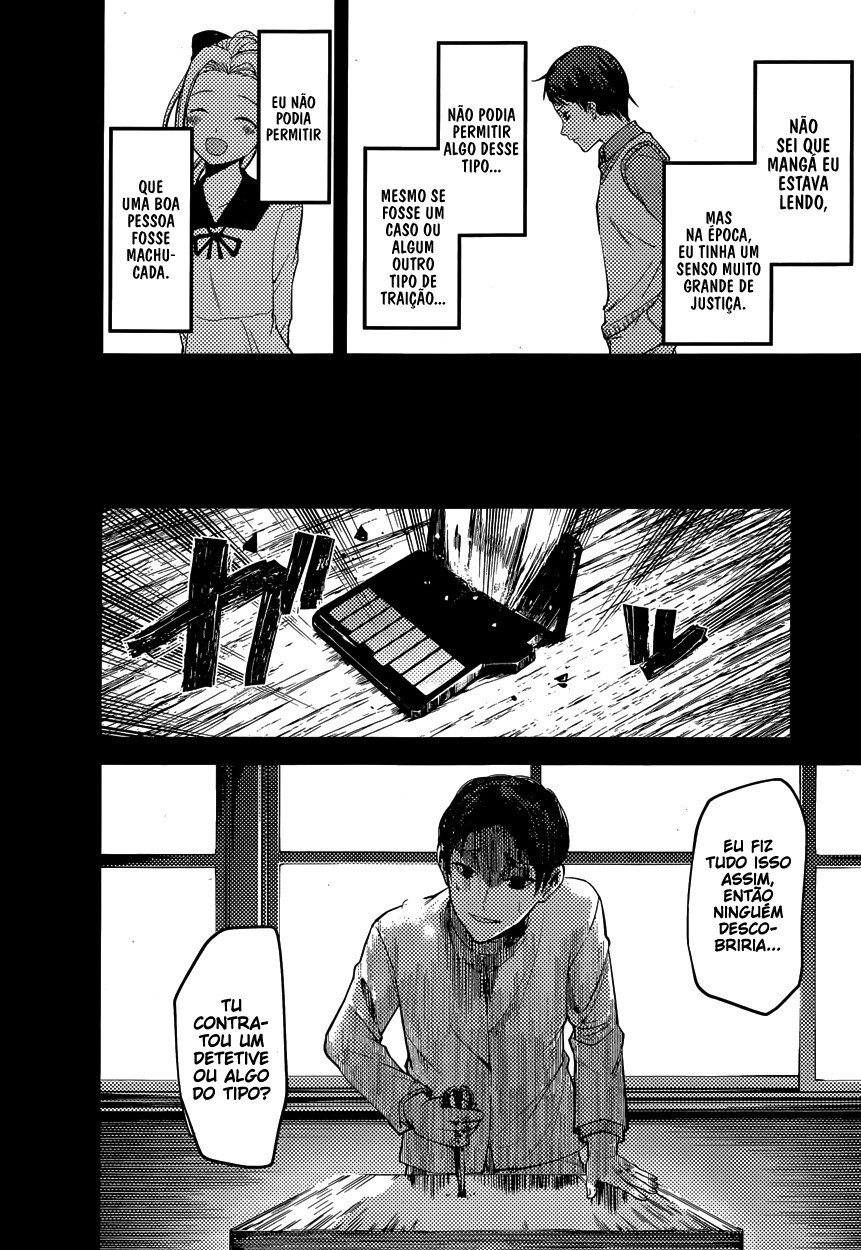 NÃO
SEI QUE
MANGÁ EU
ESTAVA
LENDO,
MAS
NA ÉPOCA,
EU TINHA UM
SENSO MUITO
GRANDE DE
JUSTIÇA.
NÃO PODIA
PERMITIR
ALGO DESSE
TIPO...
MESMO SE
FOSSE UM
CASO OU
ALGUM
OUTRO
TIPO DE
TRAIÇÃO...
EU NÃO
PODIA
PERMITIR
QUE
UMA BOA
PESSOA
FOSSE
MACHU-
CADA.
ガガッ
EU FIZ
TUDO ISSO
ASSIM,
ENTÃO
NINGUÉM
DESCO-
BRIRIA...
TU
CONTRA-
TOU UM
DETETIVE
OU ALGO
DO TIPO?